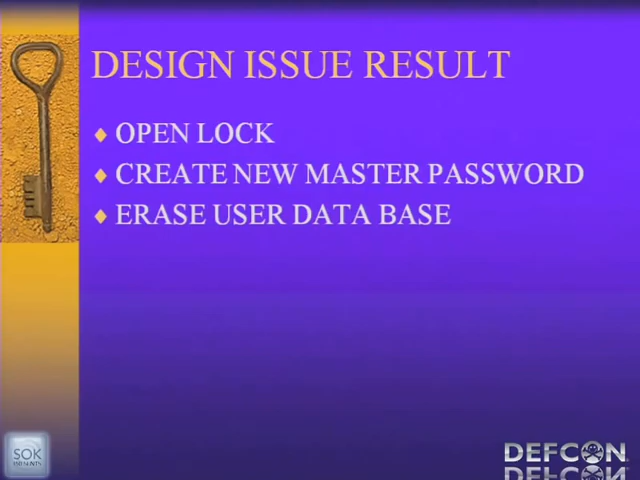 DESIGN ISSUE RESULT
OPEN LOCK
CREATE NEW MASTER PASSWORD
ERASE USER DATA BASE
SOK
DEFCON